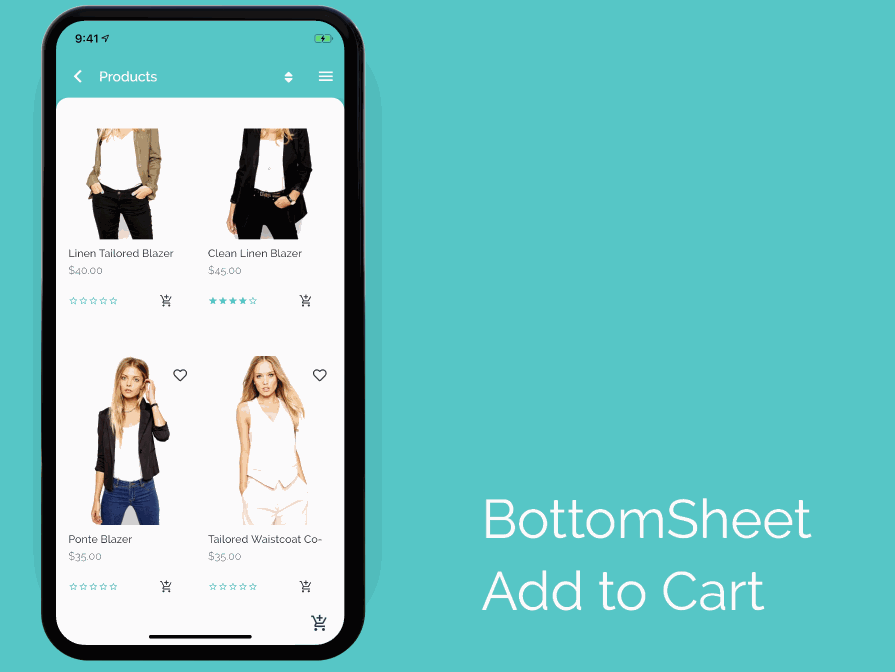 9:41
Products
Linen Tailored Blazer
Clean Linen Blazer
$40.00
$45.00
Ponte Blazer
Tailored Waistcoat Co-
$35.00
$35.00
BottomSheet
Add to Cart